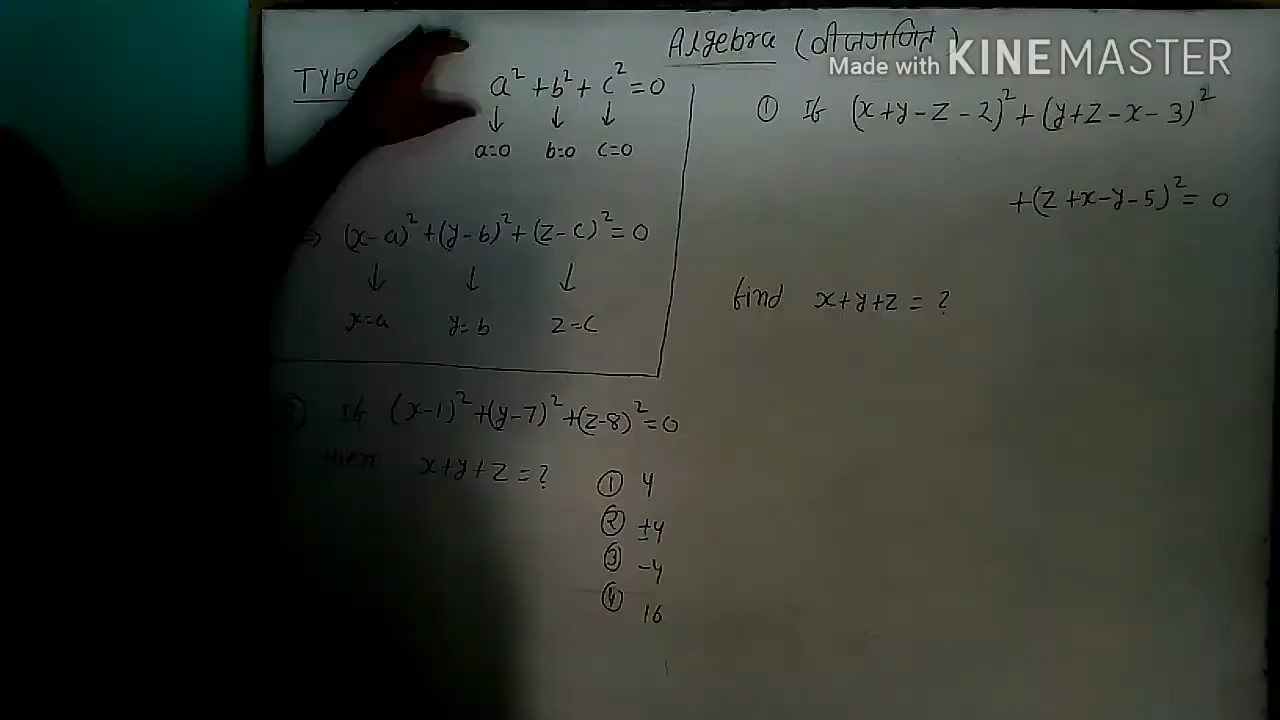 Algebra (बीजगणित)
Made with KINEMASTER
Type
a² + b² + c² = 0
↓ ↓ ↓
a=0 b=0 c=0
⇒ (x-a)² + (y-b)² + (z-c)² = 0
↓ ↓ ↓
x=a y=b z=c
If (x-1)² + (y-7)² + (z-8)² = 0
then x+y+z = ?
① 4
② ±4
③ -4
④ 16
① If (x+y-z-2)² + (y+z-x-3)²
+(z+x-y-5)² = 0
find x+y+z = ?